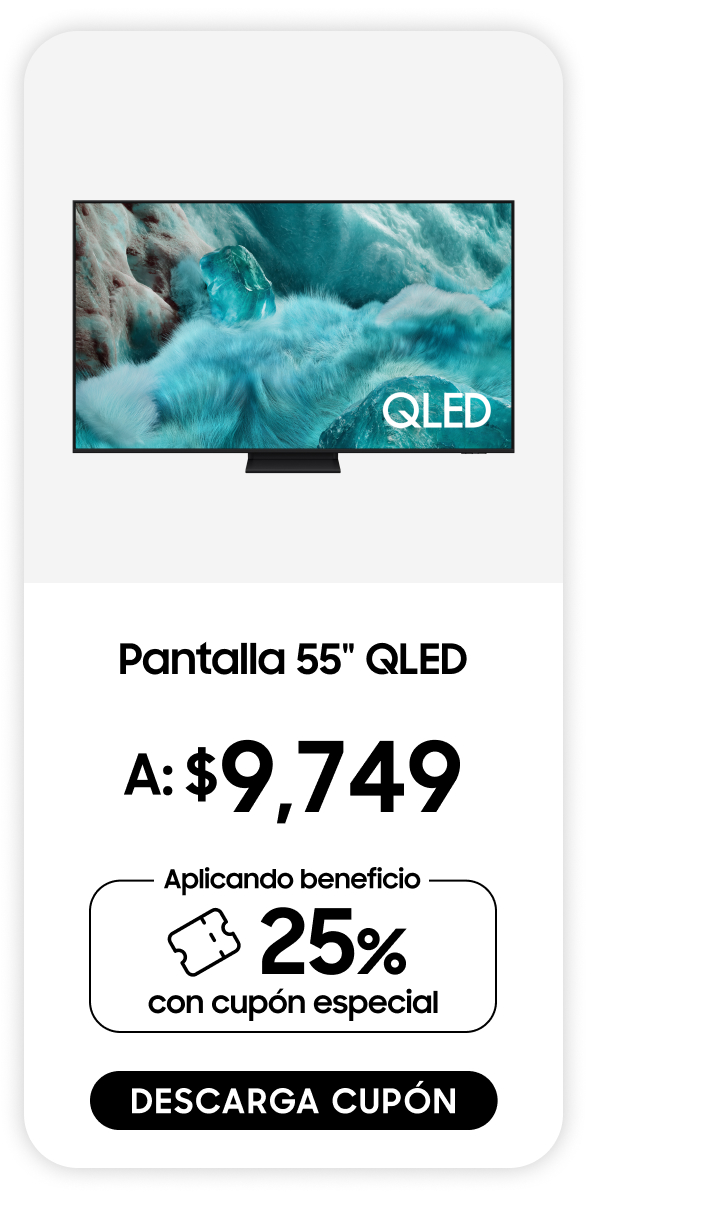 QLED
Pantalla 55" QLED
A: $9,749
Aplicando beneficio
25%
con cupón especial
DESCARGA CUPÓN